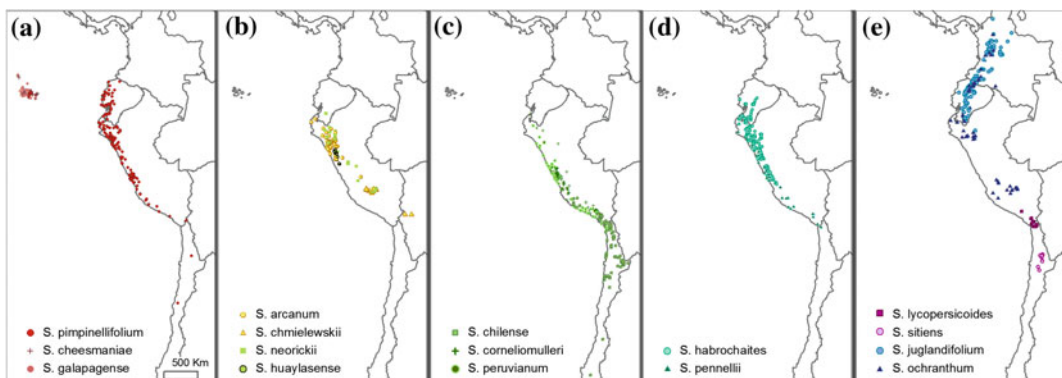 (a)
S. pimpinellifolium
S. cheesmaniae
S. galapagense
500 Km
(b)
S. arcanum
S. chmielewskii
S. neorickii
S. huaylasense
(c)
S. chilense
S. corneliomulleri
S. peruvianum
(d)
S. habrochaites
S. pennellii
(e)
S. lycopersicoides
S. sitiens
S. juglandifolium
S. ochranthum